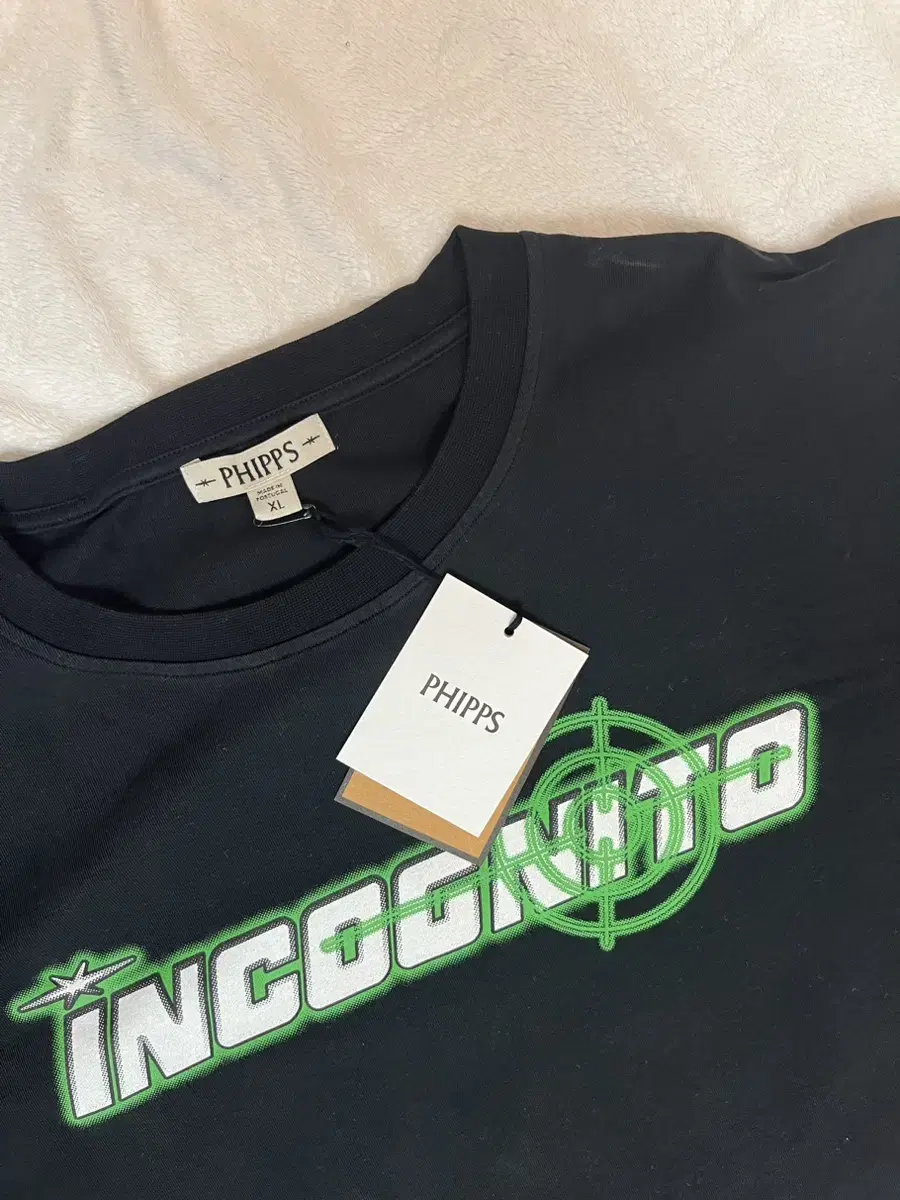 PHIPPS
MADE IN
PORTUGAL
XL
PHIPPS
INCOGNITO